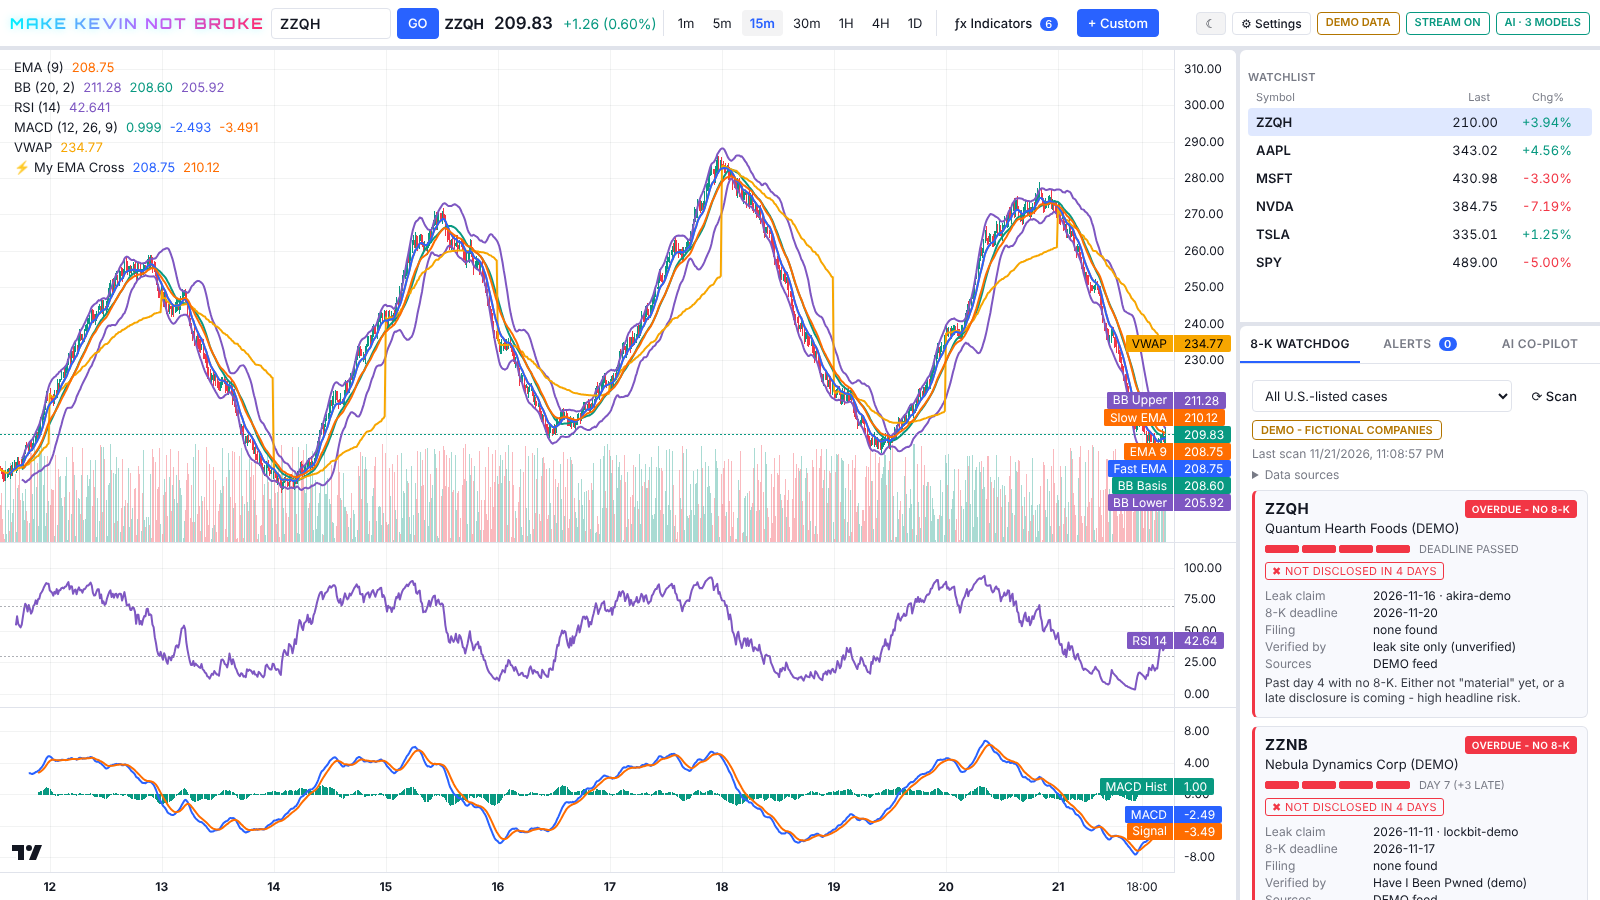 MAKE KEVIN NOT BROKE
ZZQH
GO
ZZQH 209.83 +1.26 (0.60%)
1m 5m 15m 30m 1H 4H 1D
ƒx Indicators 6
+ Custom
☾
⚙ Settings
DEMO DATA
STREAM ON
AI · 3 MODELS
EMA (9) 208.75
BB (20, 2) 211.28 208.60 205.92
RSI (14) 42.641
MACD (12, 26, 9) 0.999 -2.493 -3.491
VWAP 234.77
⚡ My EMA Cross 208.75 210.12
310.00
300.00
290.00
280.00
270.00
260.00
250.00
240.00
VWAP 234.77
230.00
BB Upper 211.28
Slow EMA 210.12
209.83
EMA 9 208.75
Fast EMA 208.75
BB Basis 208.60
BB Lower 205.92
100.00
75.00
50.00
RSI 14 42.64
25.00
0.00
8.00
4.00
MACD Hist 1.00
MACD -2.49
Signal -3.49
-8.00
12 13 14 15 16 17 18 19 20 21 18:00
WATCHLIST
Symbol Last Chg%
ZZQH 210.00 +3.94%
AAPL 343.02 +4.56%
MSFT 430.98 -3.30%
NVDA 384.75 -7.19%
TSLA 335.01 +1.25%
SPY 489.00 -5.00%
8-K WATCHDOG
ALERTS 0
AI CO-PILOT
All U.S.-listed cases
⟳ Scan
DEMO - FICTIONAL COMPANIES
Last scan 11/21/2026, 11:08:57 PM
▶ Data sources
ZZQH OVERDUE - NO 8-K
Quantum Hearth Foods (DEMO)
DEADLINE PASSED
✖ NOT DISCLOSED IN 4 DAYS
Leak claim 2026-11-16 · akira-demo
8-K deadline 2026-11-20
Filing none found
Verified by leak site only (unverified)
Sources DEMO feed
Past day 4 with no 8-K. Either not "material" yet, or a
late disclosure is coming - high headline risk.
ZZNB OVERDUE - NO 8-K
Nebula Dynamics Corp (DEMO)
DAY 7 (+3 LATE)
✖ NOT DISCLOSED IN 4 DAYS
Leak claim 2026-11-11 · lockbit-demo
8-K deadline 2026-11-17
Filing none found
Verified by Have I Been Pwned (demo)
Sources DEMO feed